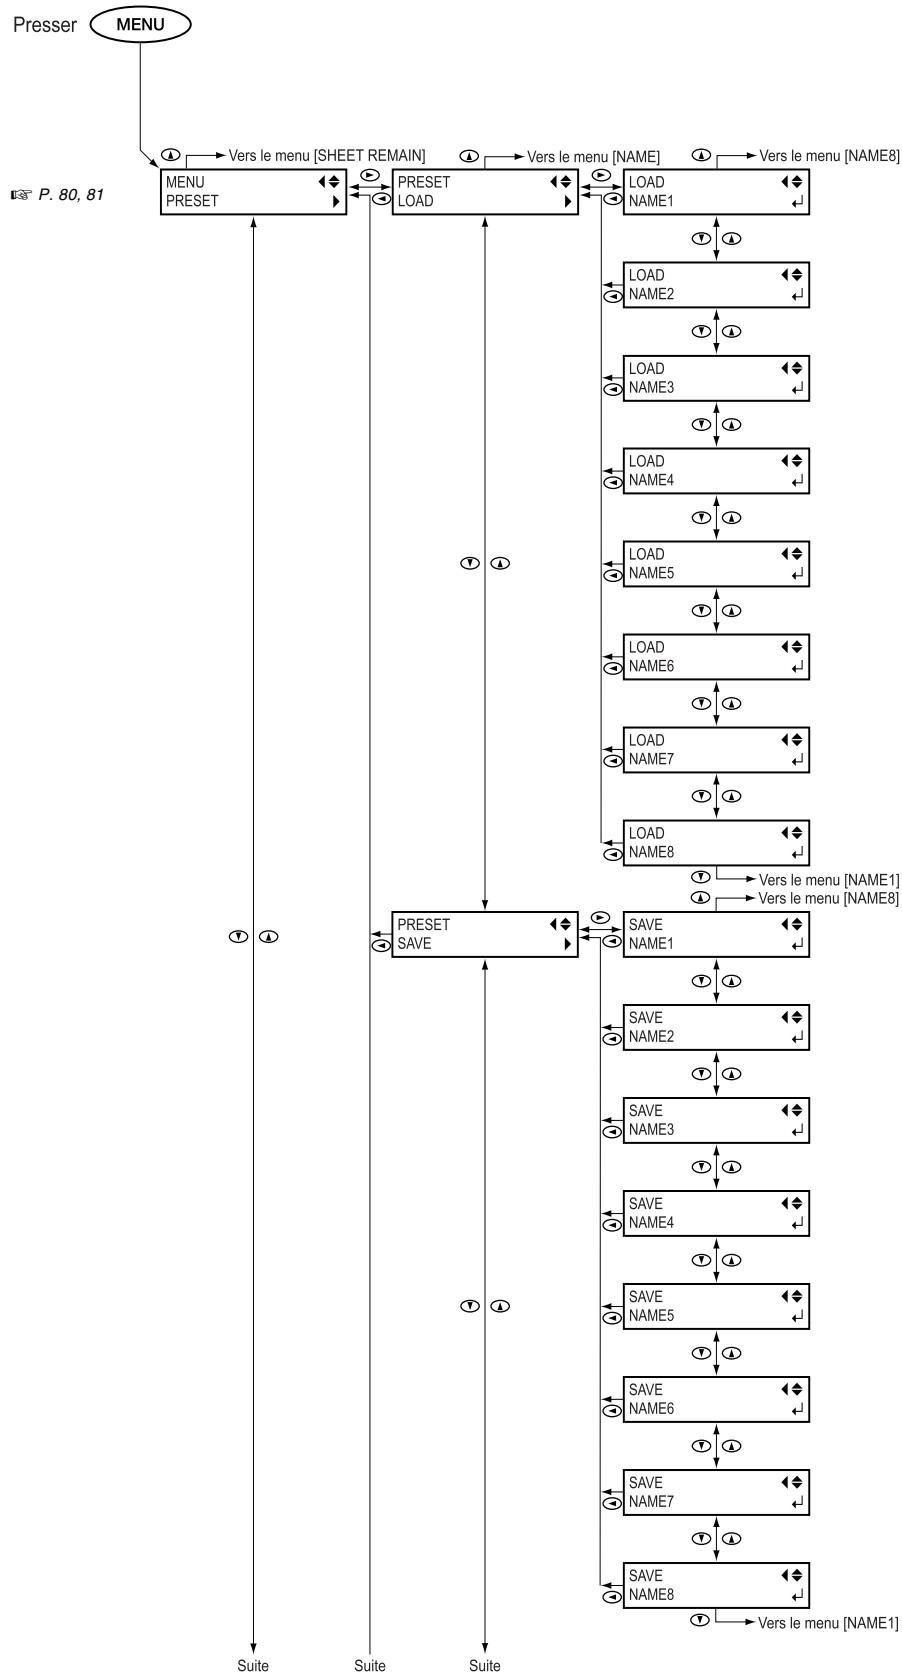 Presser MENU
Vers le menu [SHEET REMAIN]
Vers le menu [NAME]
Vers le menu [NAME8]
☞ P. 80, 81
MENU
PRESET
PRESET
LOAD
LOAD
NAME1
LOAD
NAME2
LOAD
NAME3
LOAD
NAME4
LOAD
NAME5
LOAD
NAME6
LOAD
NAME7
LOAD
NAME8
Vers le menu [NAME1]
Vers le menu [NAME8]
PRESET
SAVE
SAVE
NAME1
SAVE
NAME2
SAVE
NAME3
SAVE
NAME4
SAVE
NAME5
SAVE
NAME6
SAVE
NAME7
SAVE
NAME8
Vers le menu [NAME1]
Suite Suite Suite